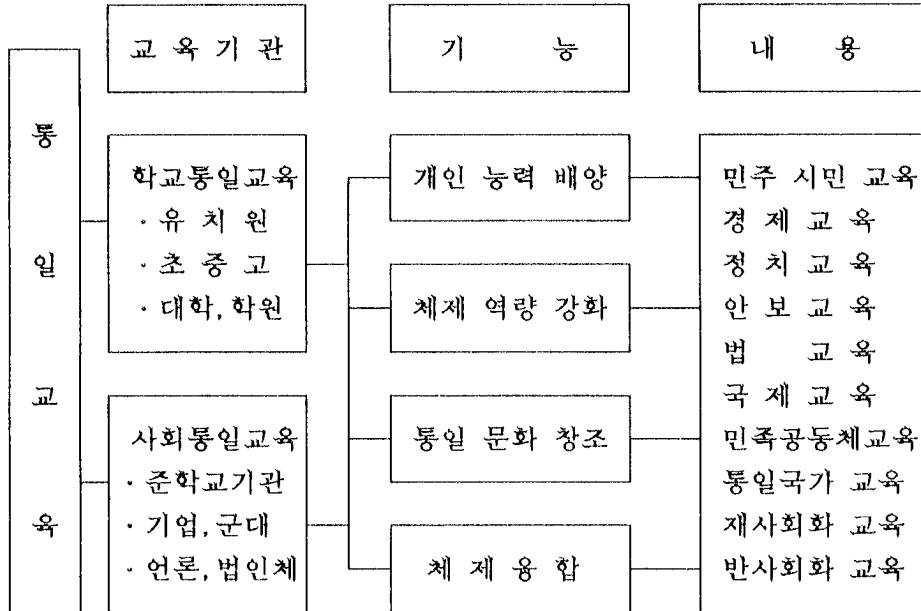 교 육 기 관
기 능
내 용
통 일 교 육
학교통일교육
· 유 치 원
· 초 중 고
· 대학, 학원
사회통일교육
· 준학교기관
· 기업, 군대
· 언론, 법인체
개인 능력 배양
체제 역량 강화
통일 문화 창조
체 제 융 합
민주 시민 교육
경 제 교 육
정 치 교 육
안 보 교 육
법 교 육
국 제 교 육
민족공동체교육
통일국가 교육
재사회화 교육
반사회화 교육